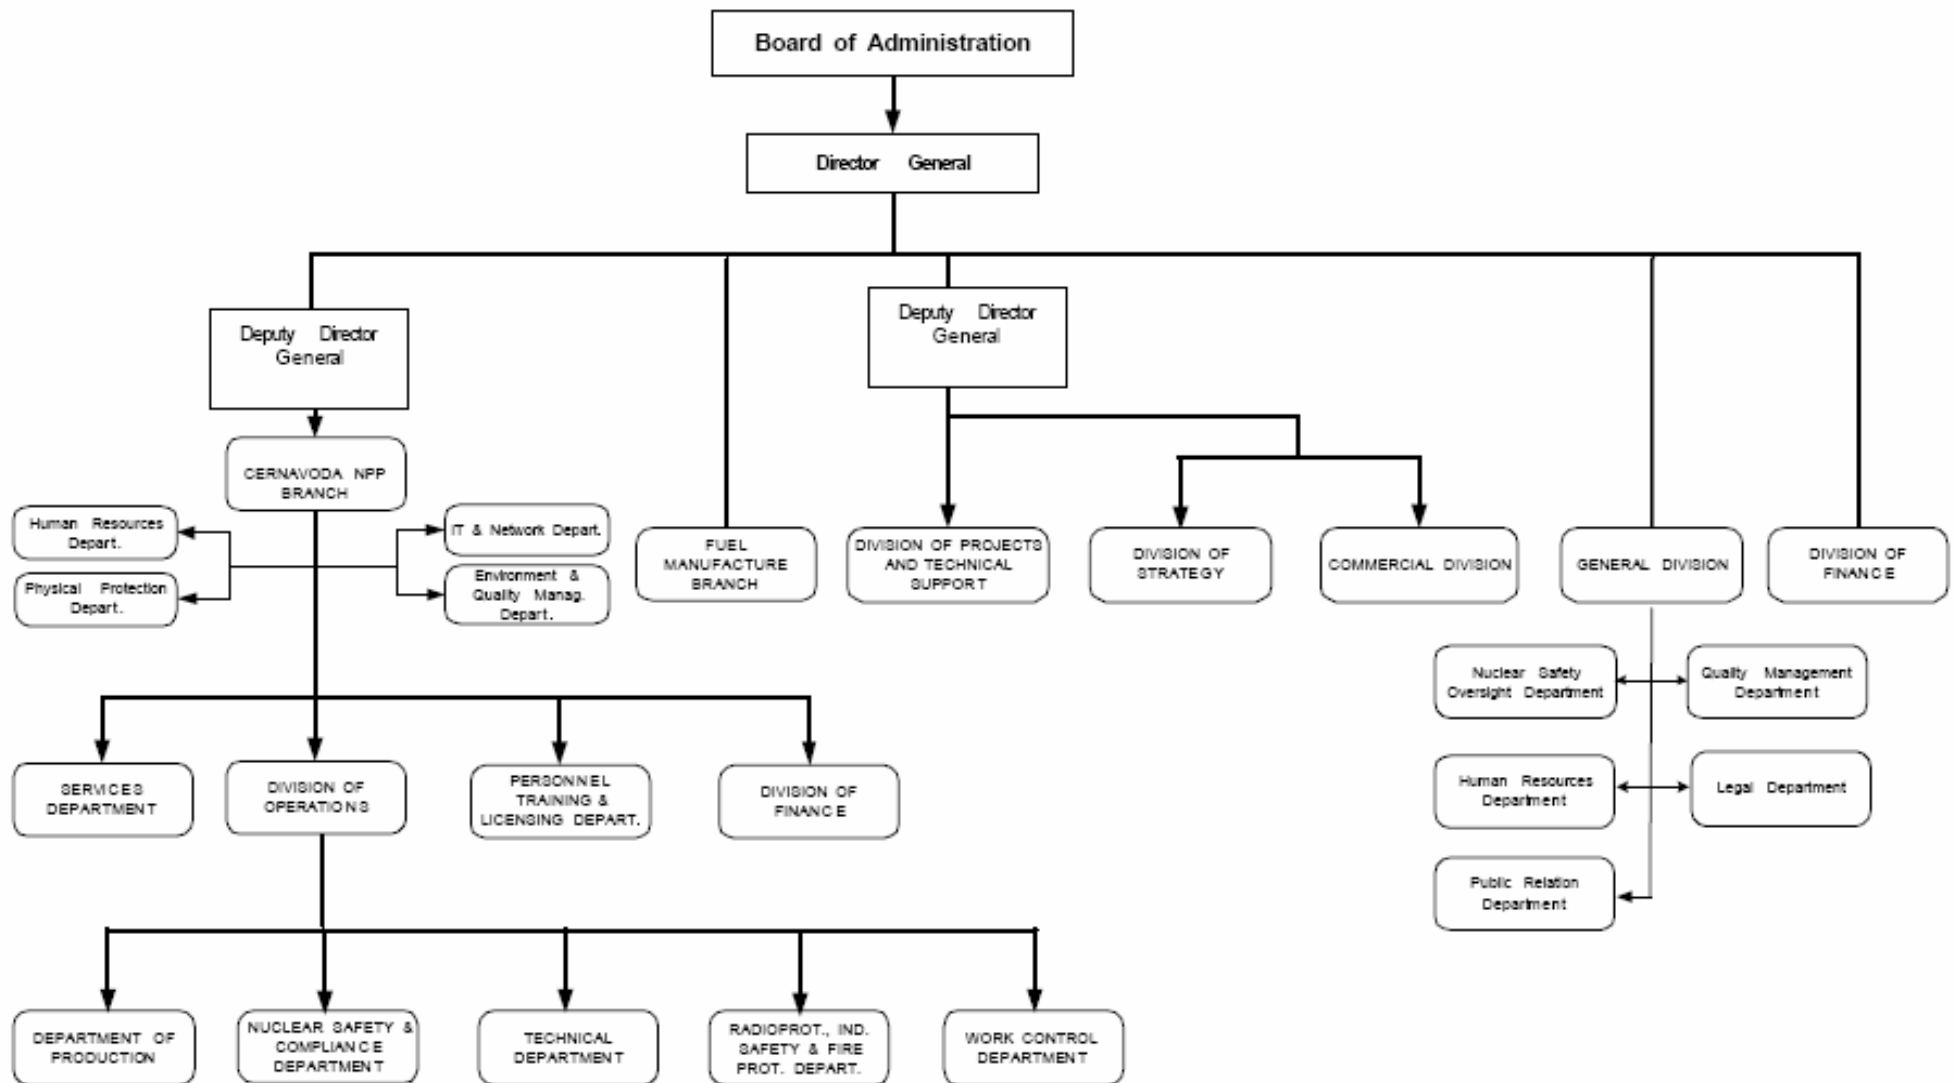 Board of Administration
Director General
Deputy Director
General
Deputy Director
General
CERNAVODA NPP
BRANCH
Human Resources
Depart.
IT & Network Depart.
Physical Protection
Depart.
Environment &
Quality Manag.
Depart.
FUEL
MANUFACTURE
BRANCH
DIVISION OF PROJECTS
AND TECHNICAL
SUPPORT
DIVISION OF
STRATEGY
COMMERCIAL DIVISION
GENERAL DIVISION
DIVISION OF
FINANCE
Nuclear Safety
Oversight Department
Quality Management
Department
Human Resources
Department
Legal Department
Public Relation
Department
SERVICES
DEPARTMENT
DIVISION OF
OPERATIONS
PERSONNEL
TRAINING &
LICENSING DEPART.
DIVISION OF
FINANCE
DEPARTMENT OF
PRODUCTION
NUCLEAR SAFETY &
COMPLIANCE
DEPARTMENT
TECHNICAL
DEPARTMENT
RADIOPROT., IND.
SAFETY & FIRE
PROT. DEPART.
WORK CONTROL
DEPARTMENT